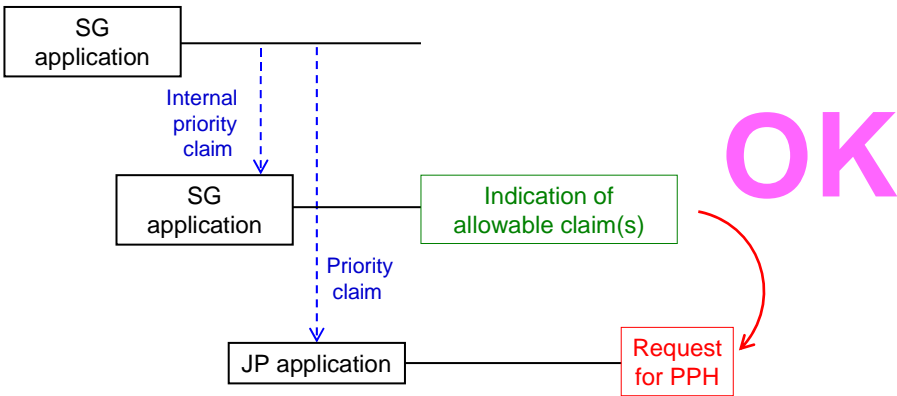 SG
application
Internal
priority
claim
OK
SG
application
Indication of
allowable claim(s)
Priority
claim
JP application
Request
for PPH